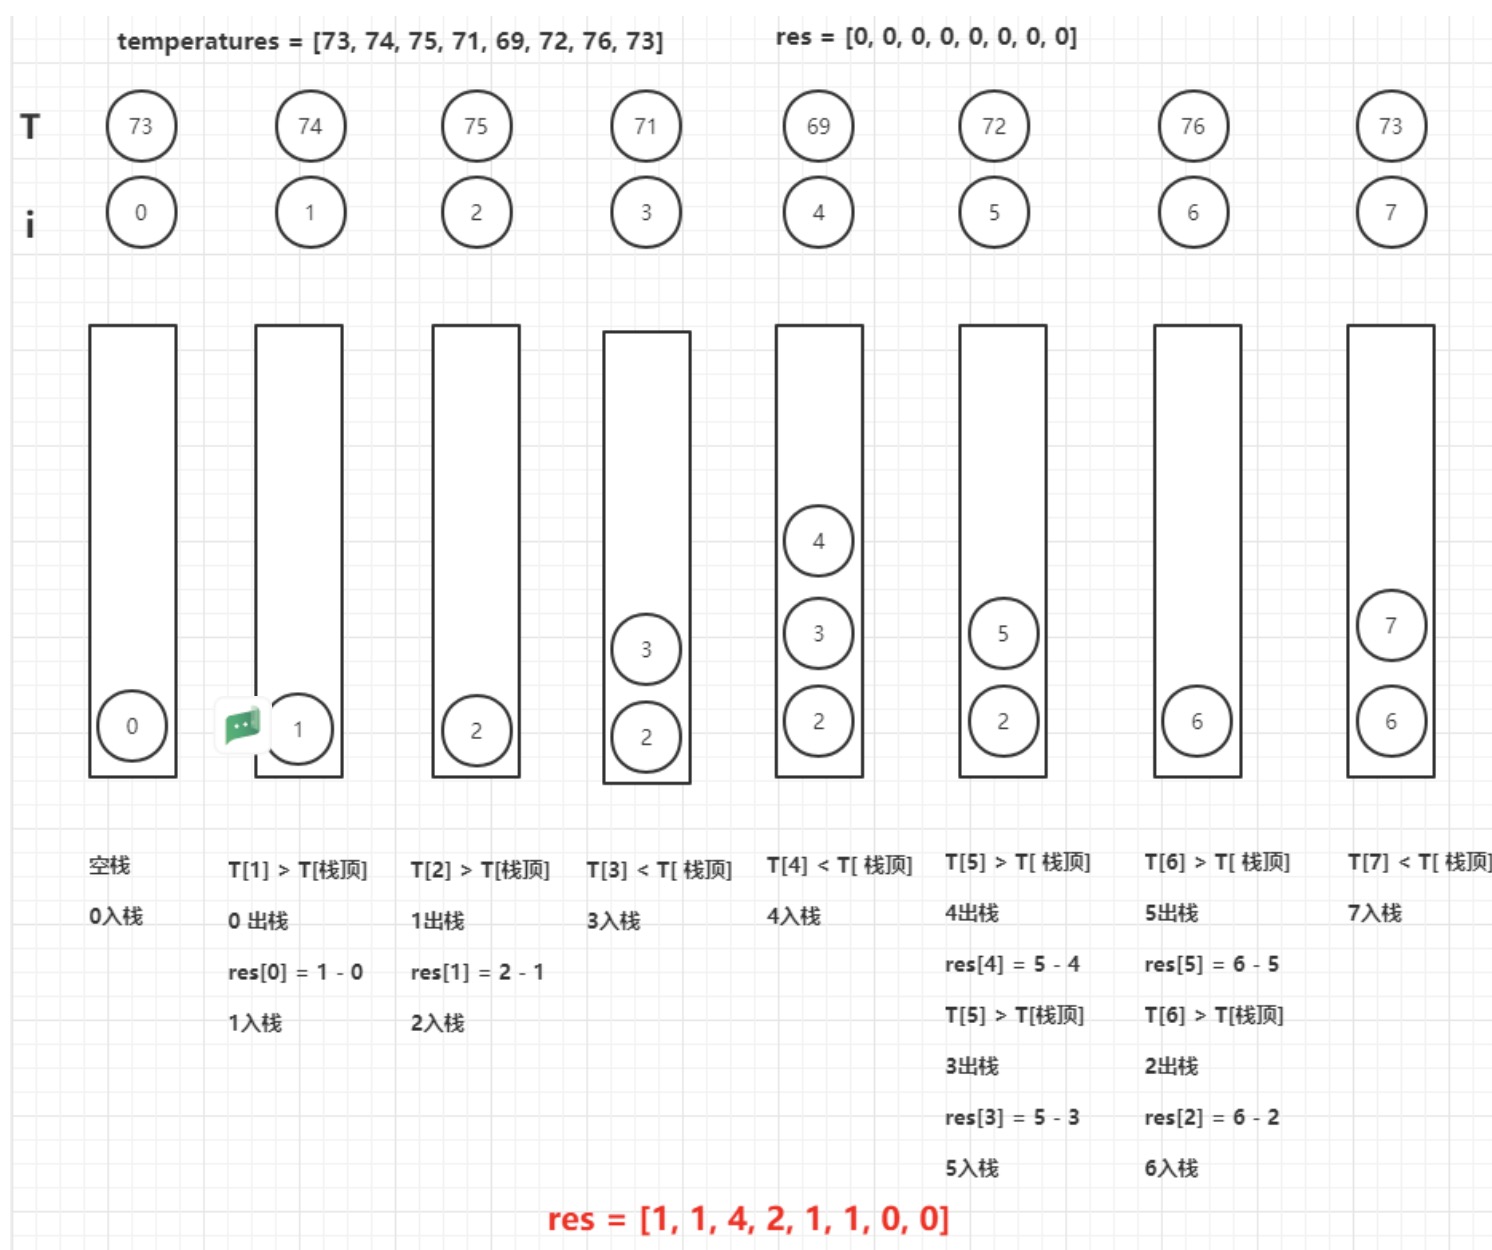 temperatures = [73, 74, 75, 71, 69, 72, 76, 73]
res = [0, 0, 0, 0, 0, 0, 0, 0]
T
73
74
75
71
69
72
76
73
i
0
1
2
3
4
5
6
7
0
1
2
3
2
4
3
2
5
2
6
7
6
空栈
0入栈
T[1] > T[栈顶]
0 出栈
res[0] = 1 - 0
1入栈
T[2] > T[栈顶]
1出栈
res[1] = 2 - 1
2入栈
T[3] < T[ 栈顶]
3入栈
T[4] < T[ 栈顶]
4入栈
T[5] > T[ 栈顶]
4出栈
res[4] = 5 - 4
T[5] > T[栈顶]
3出栈
res[3] = 5 - 3
5入栈
T[6] > T[ 栈顶]
5出栈
res[5] = 6 - 5
T[6] > T[栈顶]
2出栈
res[2] = 6 - 2
6入栈
T[7] < T[ 栈顶]
7入栈
res = [1, 1, 4, 2, 1, 1, 0, 0]